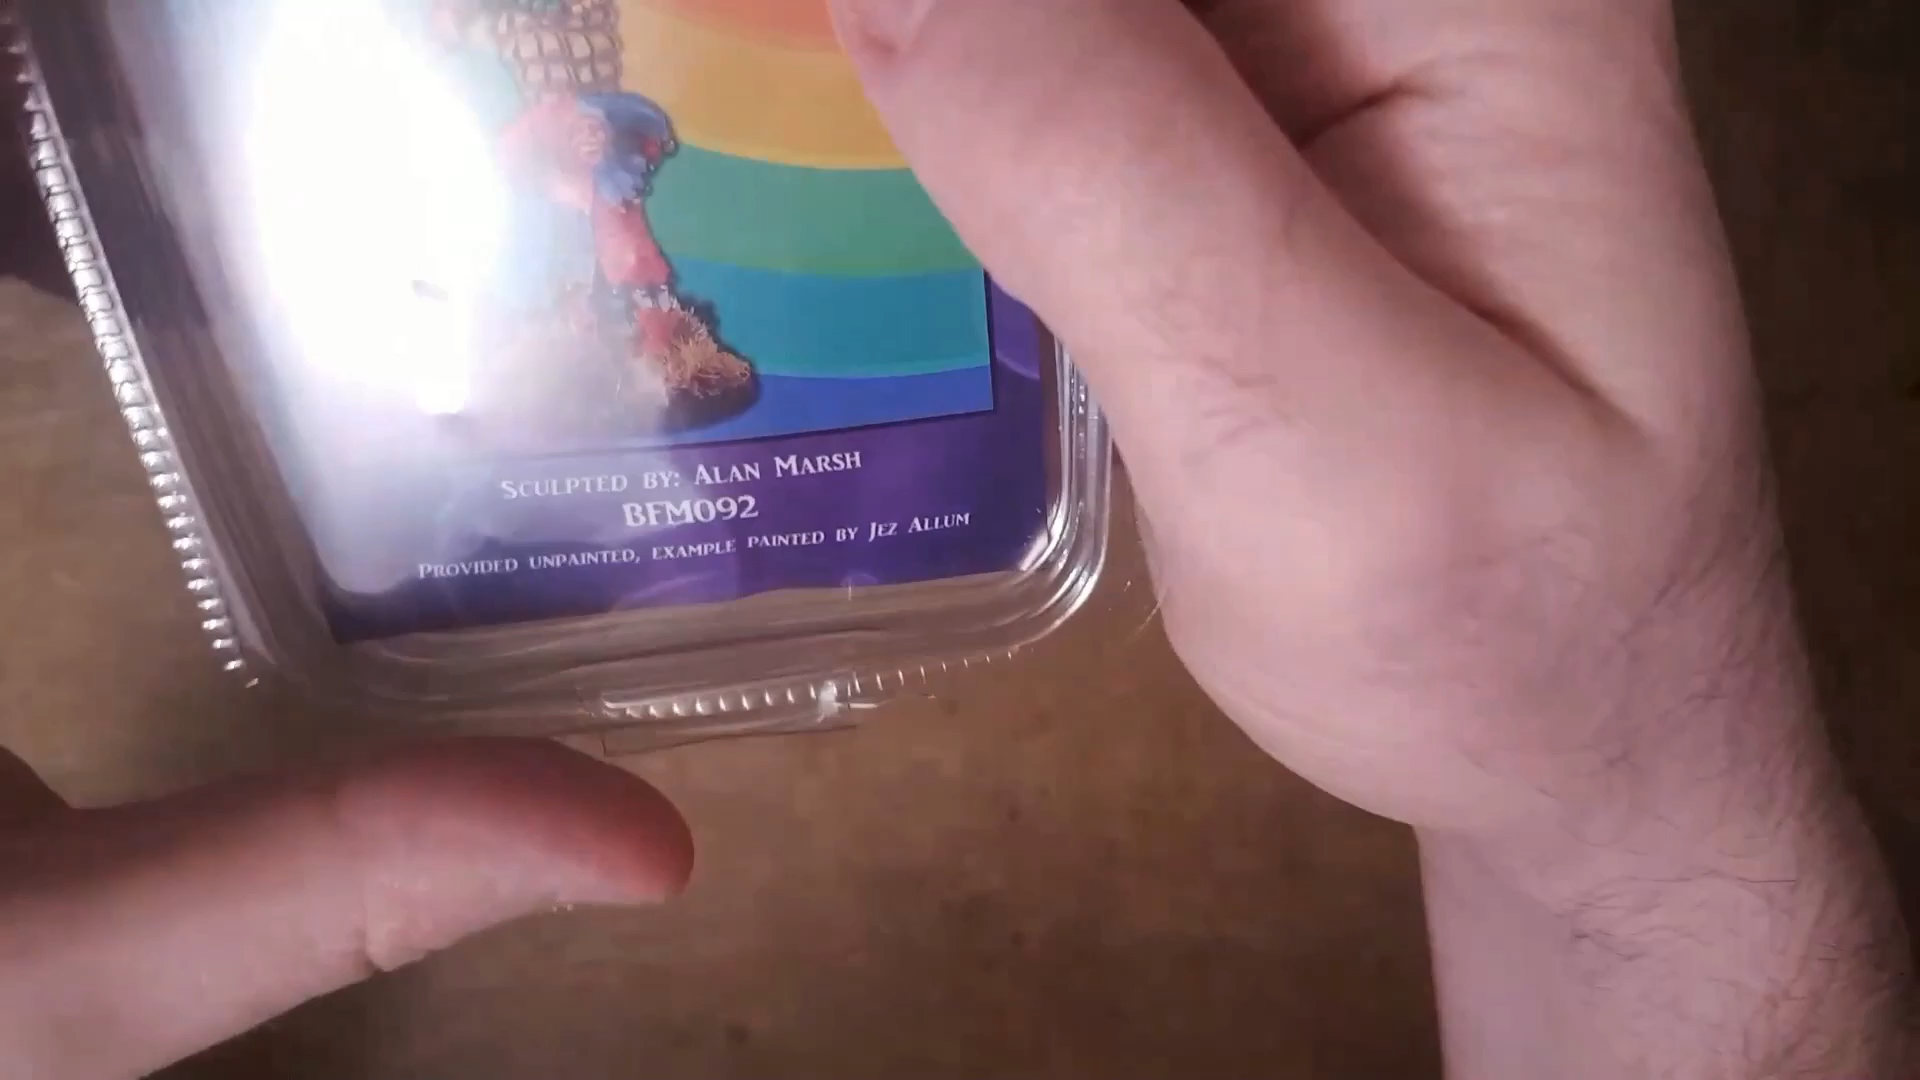 Sculpted by: Alan Marsh
BFM092
Provided unpainted, example painted by Jez Allum